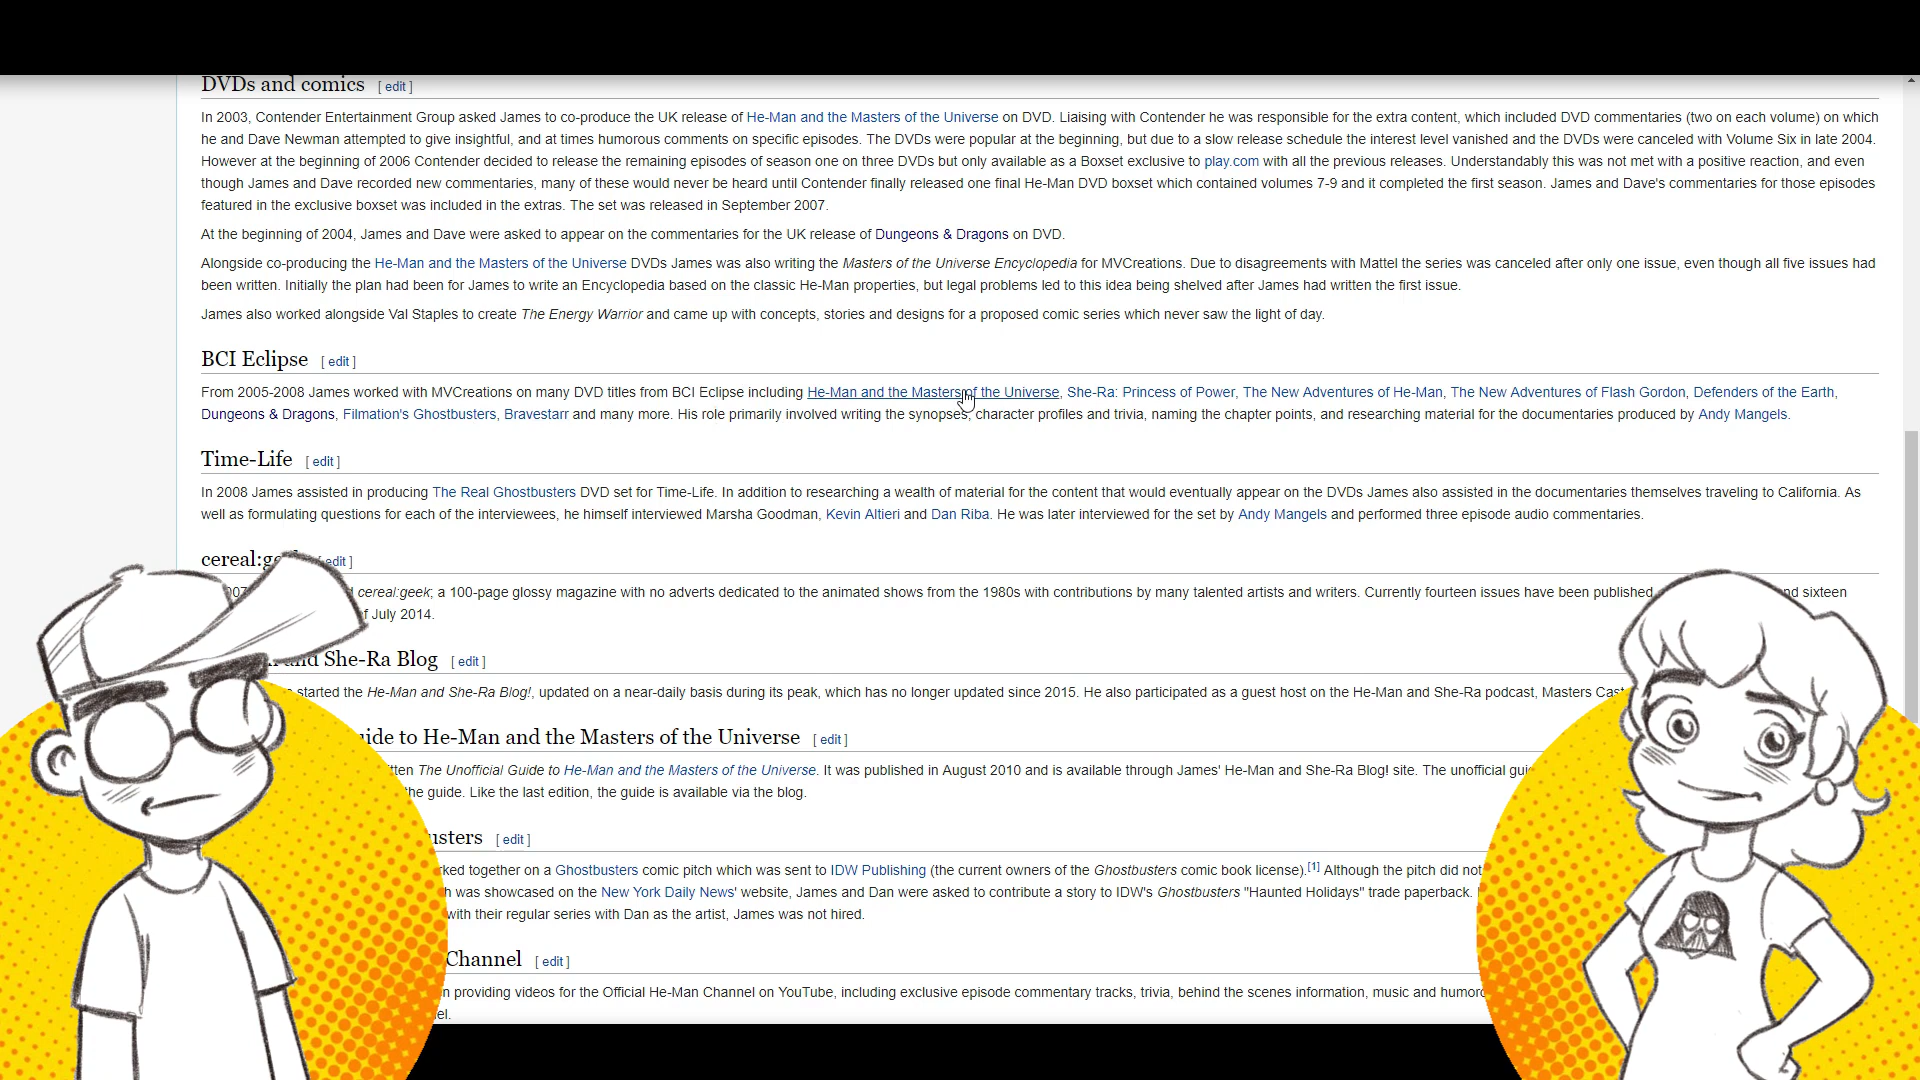 DVDs and comics [ edit ]
In 2003, Contender Entertainment Group asked James to co-produce the UK release of He-Man and the Masters of the Universe on DVD. Liaising with Contender he was responsible for the extra content, which included DVD commentaries (two on each volume) on which
he and Dave Newman attempted to give insightful, and at times humorous comments on specific episodes. The DVDs were popular at the beginning, but due to a slow release schedule the interest level vanished and the DVDs were canceled with Volume Six in late 2004.
However at the beginning of 2006 Contender decided to release the remaining episodes of season one on three DVDs but only available as a Boxset exclusive to play.com with all the previous releases. Understandably this was not met with a positive reaction, and even
though James and Dave recorded new commentaries, many of these would never be heard until Contender finally released one final He-Man DVD boxset which contained volumes 7-9 and it completed the first season. James and Dave's commentaries for those episodes
featured in the exclusive boxset was included in the extras. The set was released in September 2007.
At the beginning of 2004, James and Dave were asked to appear on the commentaries for the UK release of Dungeons & Dragons on DVD.
Alongside co-producing the He-Man and the Masters of the Universe DVDs James was also writing the Masters of the Universe Encyclopedia for MVCreations. Due to disagreements with Mattel the series was canceled after only one issue, even though all five issues had
been written. Initially the plan had been for James to write an Encyclopedia based on the classic He-Man properties, but legal problems led to this idea being shelved after James had written the first issue.
James also worked alongside Val Staples to create The Energy Warrior and came up with concepts, stories and designs for a proposed comic series which never saw the light of day.
BCI Eclipse [ edit ]
From 2005-2008 James worked with MVCreations on many DVD titles from BCI Eclipse including He-Man and the Masters of the Universe, She-Ra: Princess of Power, The New Adventures of He-Man, The New Adventures of Flash Gordon, Defenders of the Earth,
Dungeons & Dragons, Filmation's Ghostbusters, Bravestarr and many more. His role primarily involved writing the synopses, character profiles and trivia, naming the chapter points, and researching material for the documentaries produced by Andy Mangels.
Time-Life [ edit ]
In 2008 James assisted in producing The Real Ghostbusters DVD set for Time-Life. In addition to researching a wealth of material for the content that would eventually appear on the DVDs James also assisted in the documentaries themselves traveling to California. As
well as formulating questions for each of the interviewees, he himself interviewed Marsha Goodman, Kevin Altieri and Dan Riba. He was later interviewed for the set by Andy Mangels and performed three episode audio commentaries.
cereal: edit ]
cereal:geek, a 100-page glossy magazine with no adverts dedicated to the animated shows from the 1980s with contributions by many talented artists and writers. Currently fourteen issues have been published sixteen
July 2014.
and She-Ra Blog [ edit ]
started the He-Man and She-Ra Blog!, updated on a near-daily basis during its peak, which has no longer updated since 2015. He also participated as a guest host on the He-Man and She-Ra podcast, Masters
to He-Man and the Masters of the Universe [ edit ]
The Unofficial Guide to He-Man and the Masters of the Universe. It was published in August 2010 and is available through James' He-Man and She-Ra Blog! site. The unofficial
the guide. Like the last edition, the guide is available via the blog.
[ edit ]
together on a Ghostbusters comic pitch which was sent to IDW Publishing (the current owners of the Ghostbusters comic book license).[1] Although the pitch did not
was showcased on the New York Daily News' website, James and Dan were asked to contribute a story to IDW's Ghostbusters "Haunted Holidays" trade paperback.
with their regular series with Dan as the artist, James was not hired.
Channel [ edit ]
providing videos for the Official He-Man Channel on YouTube, including exclusive episode commentary tracks, trivia, behind the scenes information, music and